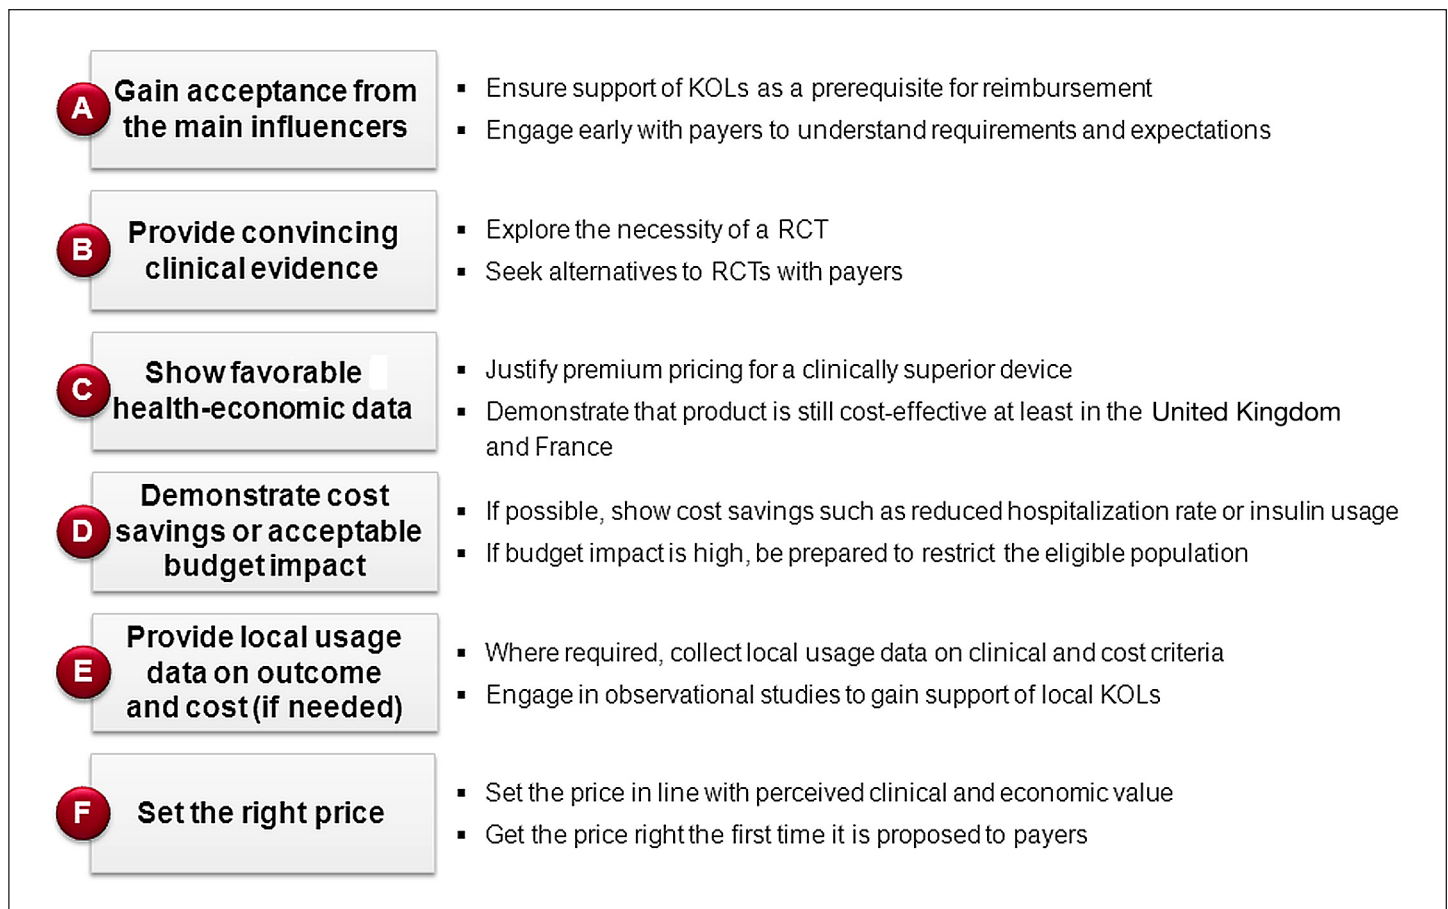 A
Gain acceptance from
the main influencers
▪ Ensure support of KOLs as a prerequisite for reimbursement
▪ Engage early with payers to understand requirements and expectations
B
Provide convincing
clinical evidence
▪ Explore the necessity of a RCT
▪ Seek alternatives to RCTs with payers
C
Show favorable
health-economic data
▪ Justify premium pricing for a clinically superior device
▪ Demonstrate that product is still cost-effective at least in the United Kingdom
and France
D
Demonstrate cost
savings or acceptable
budget impact
▪ If possible, show cost savings such as reduced hospitalization rate or insulin usage
▪ If budget impact is high, be prepared to restrict the eligible population
E
Provide local usage
data on outcome
and cost (if needed)
▪ Where required, collect local usage data on clinical and cost criteria
▪ Engage in observational studies to gain support of local KOLs
F
Set the right price
▪ Set the price in line with perceived clinical and economic value
▪ Get the price right the first time it is proposed to payers